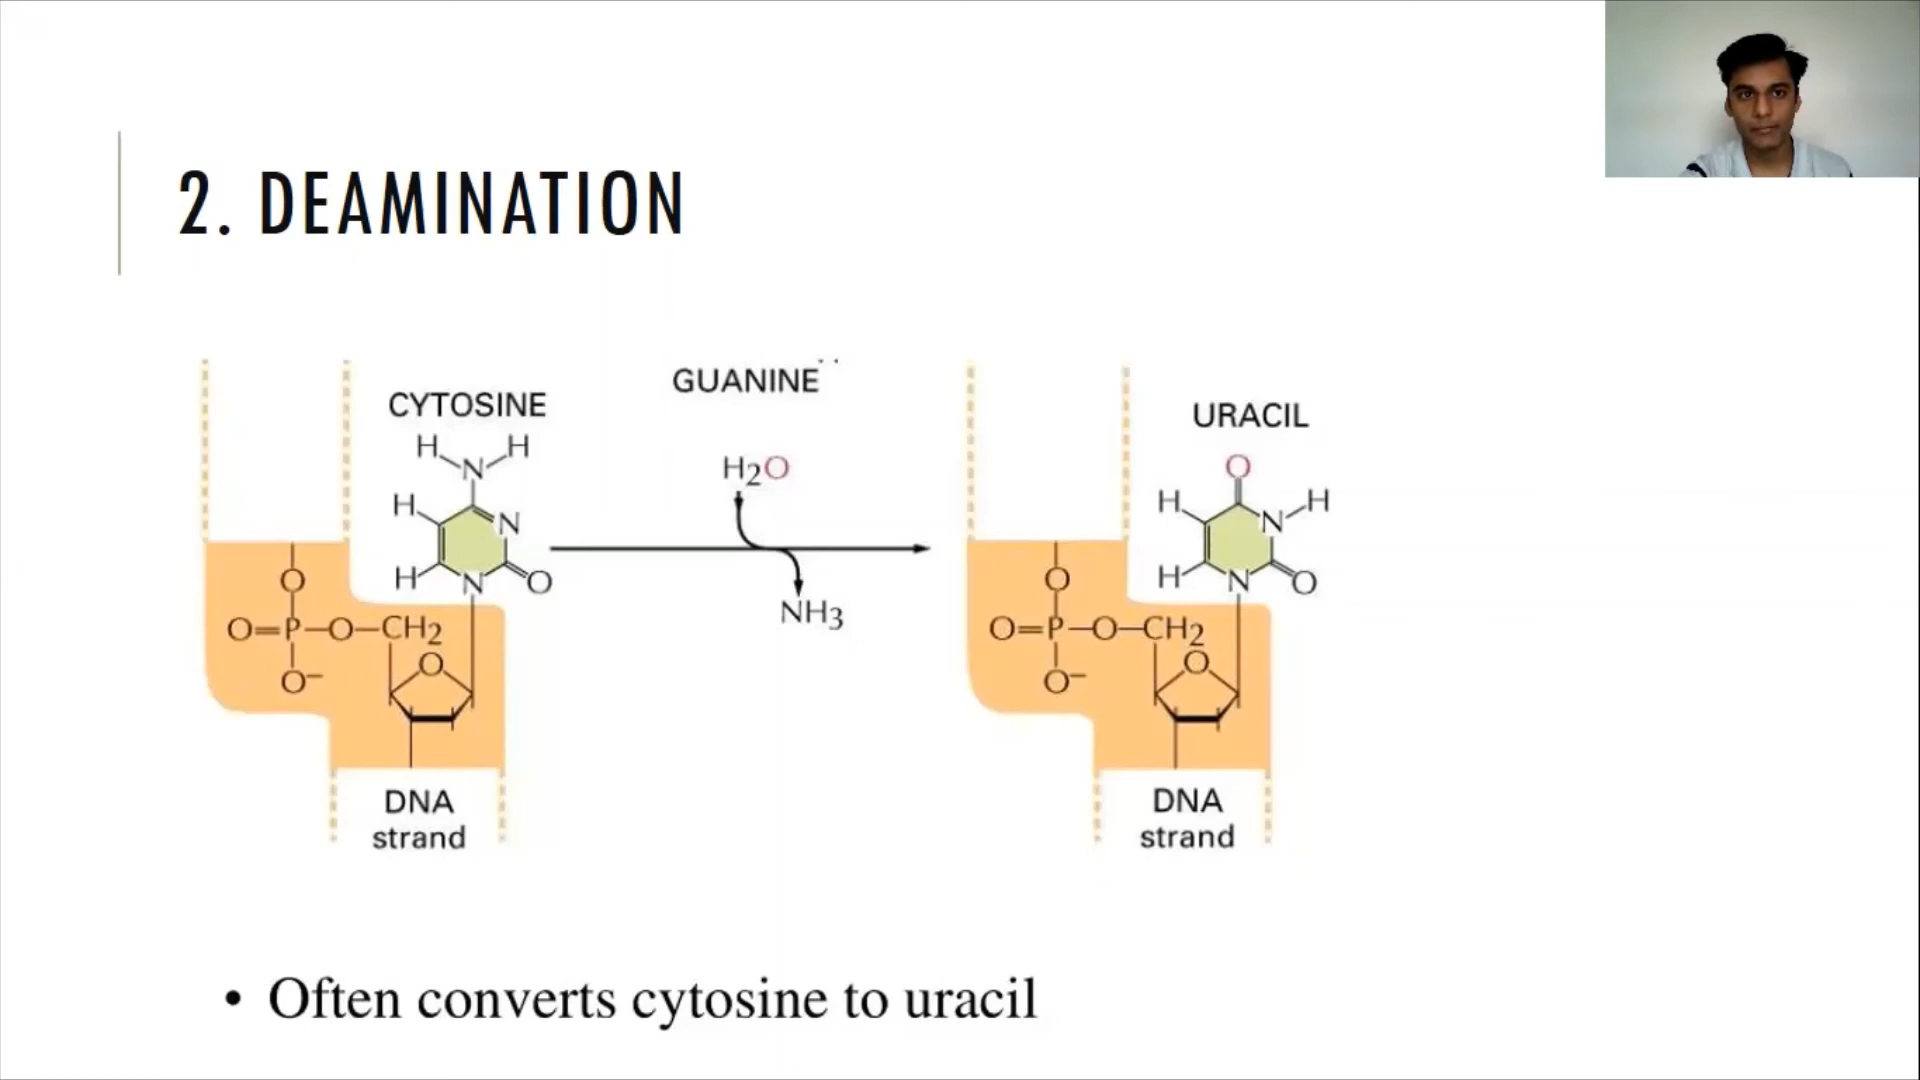 2. DEAMINATION
CYTOSINE
GUANINE
URACIL
H H
N
H
N
H
N
O
H2O
NH3
O
H
N
H
H
N
O
O
O=P-O-CH2
O
O-
O
O=P-O-CH2
O
O-
DNA
strand
DNA
strand
• Often converts cytosine to uracil